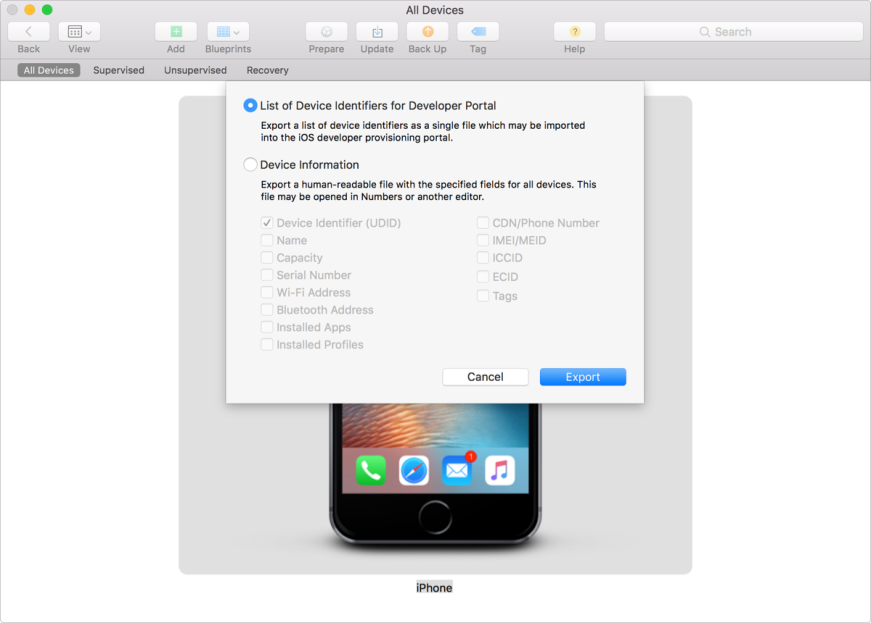 All Devices
Back
View
Add
Blueprints
Prepare
Update
Back Up
Tag
?
Help
Search
All Devices
Supervised
Unsupervised
Recovery
List of Device Identifiers for Developer Portal
Export a list of device identifiers as a single file which may be imported
into the iOS developer provisioning portal.
Device Information
Export a human-readable file with the specified fields for all devices. This
file may be opened in Numbers or another editor.
Device Identifier (UDID)
Name
Capacity
Serial Number
Wi-Fi Address
Bluetooth Address
Installed Apps
Installed Profiles
CDN/Phone Number
IMEI/MEID
ICCID
ECID
Tags
Cancel
Export
1
iPhone